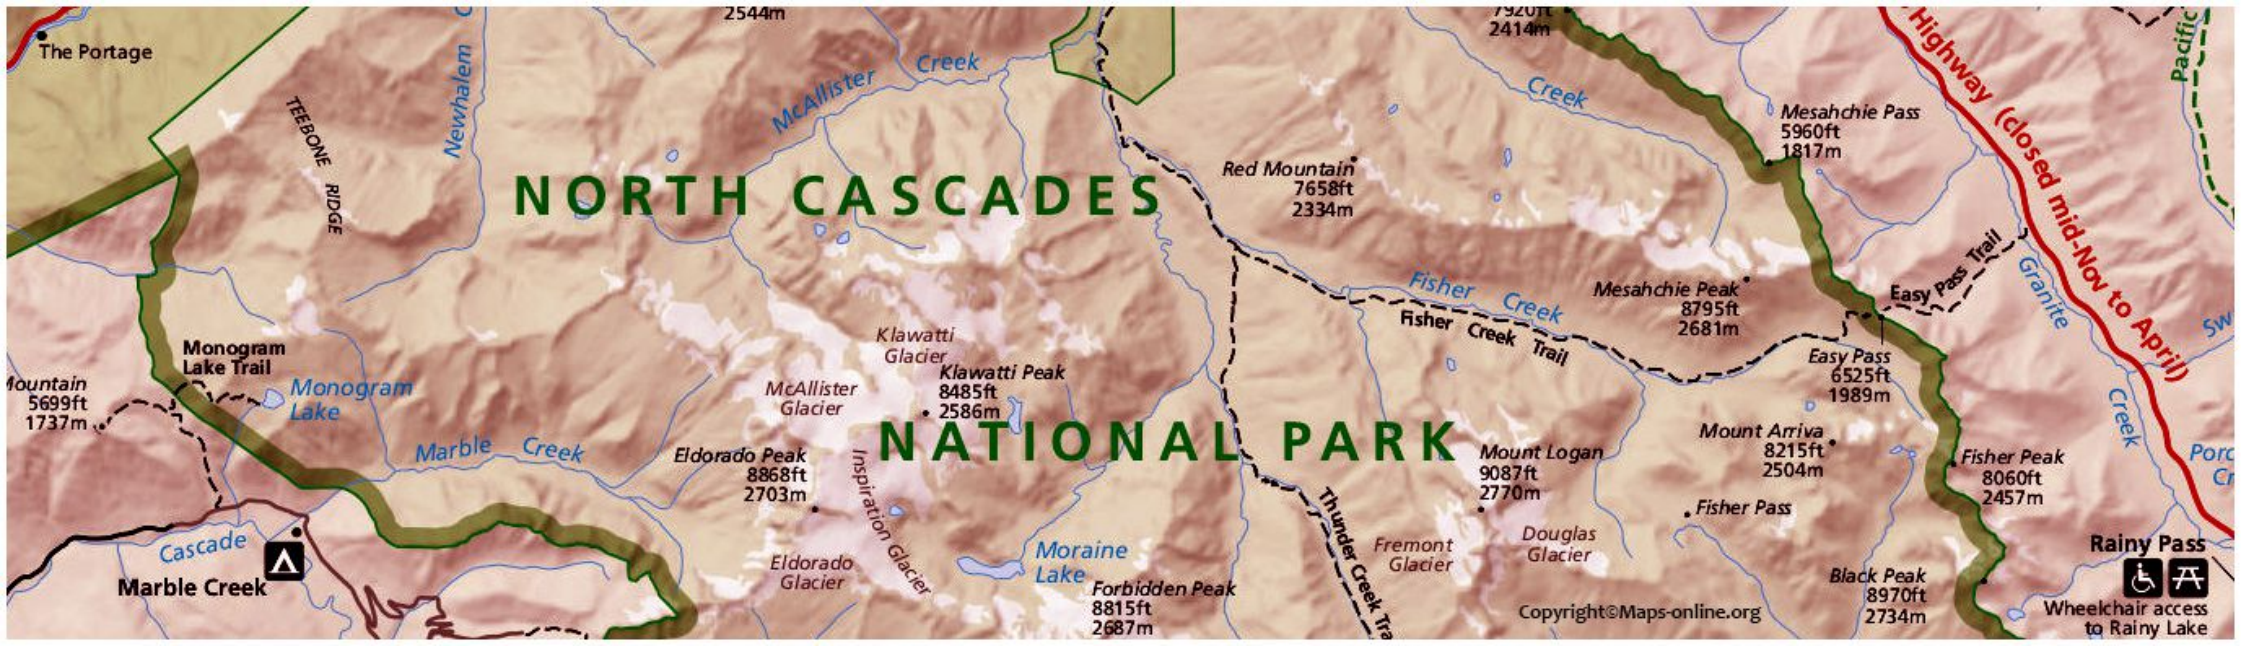 The Portage
2544m
Newhalem
TEEBONE RIDGE
McAllister Creek
7920ft
2414m
Creek
Mesahchie Pass
5960ft
1817m
Highway (closed mid-Nov to April)
Pacific
NORTH CASCADES
Red Mountain
7658ft
2334m
Mesahchie Peak
8795ft
2681m
Easy Pass Trail
Granite
Creek
Fisher Creek
Fisher Creek Trail
Easy Pass
6525ft
1989m
Monogram
Lake Trail
Monogram
Lake
5699ft
1737m
Klawatti
Glacier
McAllister
Glacier
Klawatti Peak
8485ft
2586m
NATIONAL PARK
Marble Creek
Eldorado Peak
8868ft
2703m
Inspiration Glacier
Mount Logan
9087ft
2770m
Mount Arriva
8215ft
2504m
Fisher Peak
8060ft
2457m
Fisher Pass
Cascade
Marble Creek
Eldorado
Glacier
Moraine
Lake
Forbidden Peak
8815ft
2687m
Thunder Creek
Fremont
Glacier
Douglas
Glacier
Black Peak
8970ft
2734m
Rainy Pass
Wheelchair access
to Rainy Lake
Copyright©Maps-online.org